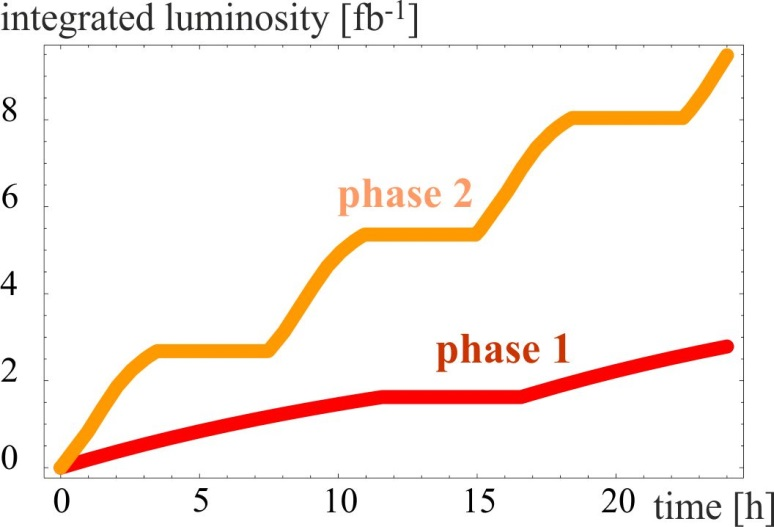 integrated luminosity [fb-1]
8
phase 2
6
4
phase 1
2
0
0 5 10 15 20 time [h]